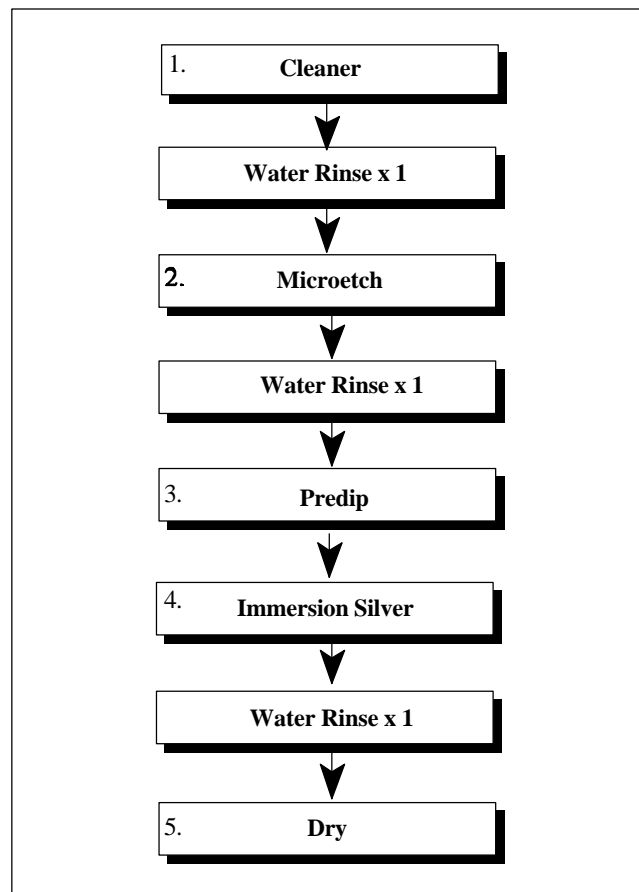 1. Cleaner
Water Rinse x 1
2. Microetch
Water Rinse x 1
3. Predip
4. Immersion Silver
Water Rinse x 1
5. Dry